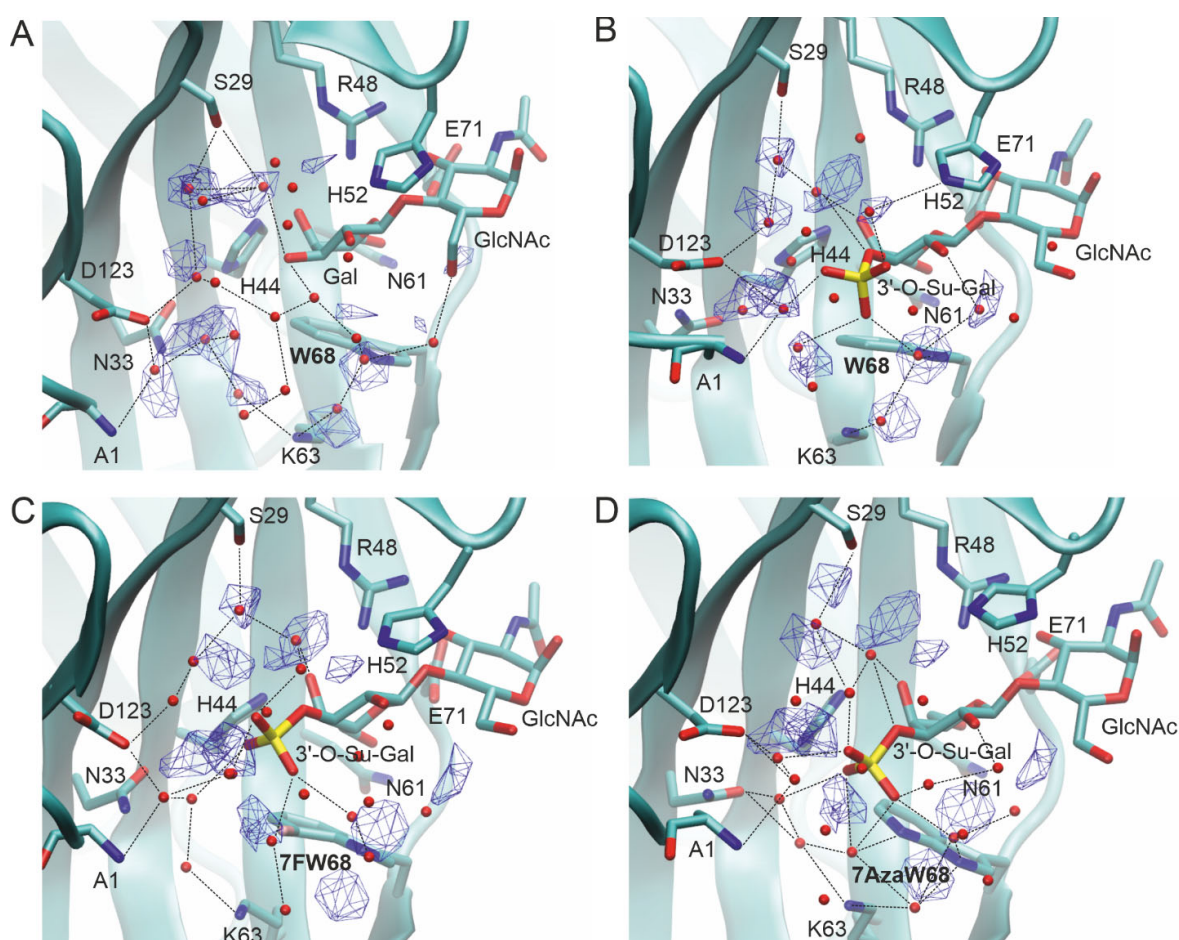 A
S29
R48
E71
H52
GlcNAc
D123
H44
Gal
N61
N33
W68
A1
K63
B
S29
R48
E71
H52
GlcNAc
D123
H44
3'-O-Su-Gal
N33
N61
A1
W68
K63
C
S29
R48
H52
D123
H44
E71
GlcNAc
3'-O-Su-Gal
N33
N61
7FW68
A1
K63
D
S29
R48
E71
H52
H44
D123
GlcNAc
3'-O-Su-Gal
N33
N61
A1
7AzaW68
K63